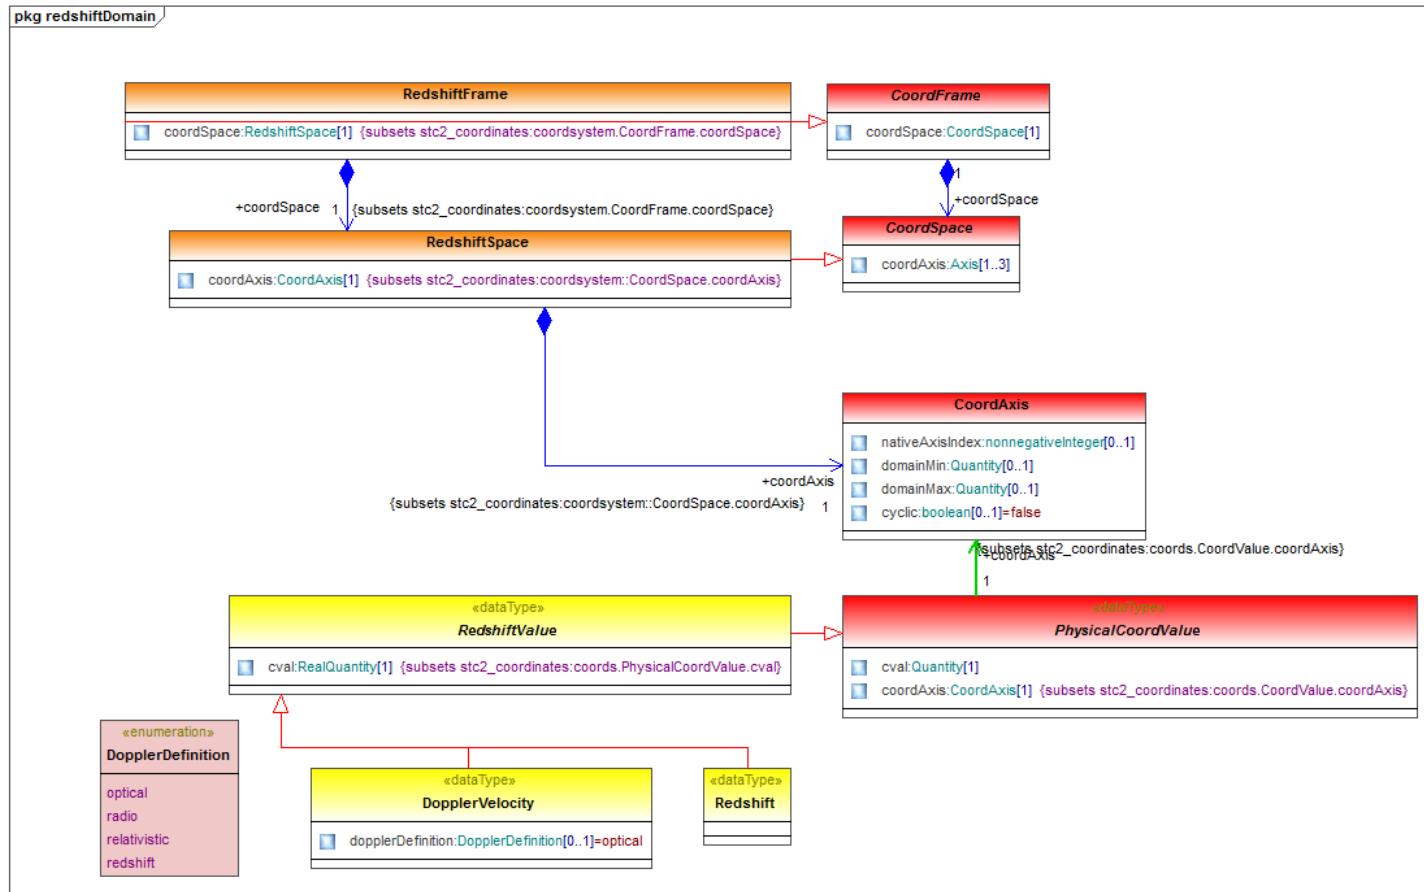 pkg redshiftDomain
RedshiftFrame
coordSpace:RedshiftSpace[1] {subsets stc2_coordinates:coordsystem.CoordFrame.coordSpace}
CoordFrame
coordSpace:CoordSpace[1]
+coordSpace 1 {subsets stc2_coordinates:coordsystem.CoordFrame.coordSpace}
1
+coordSpace
RedshiftSpace
coordAxis:CoordAxis[1] {subsets stc2_coordinates:coordsystem::CoordSpace.coordAxis}
CoordSpace
coordAxis:Axis[1..3]
CoordAxis
nativeAxisIndex:nonnegativeInteger[0..1]
domainMin:Quantity[0..1]
domainMax:Quantity[0..1]
cyclic:boolean[0..1]=false
+coordAxis
{subsets stc2_coordinates:coordsystem::CoordSpace.coordAxis} 1
{subsets stc2_coordinates:coords.CoordValue.coordAxis}
+coordAxis
1
«dataType»
RedshiftValue
cval:RealQuantity[1] {subsets stc2_coordinates:coords.PhysicalCoordValue.cval}
«dataType»
PhysicalCoordValue
cval:Quantity[1]
coordAxis:CoordAxis[1] {subsets stc2_coordinates:coords.CoordValue.coordAxis}
«enumeration»
DopplerDefinition
optical
radio
relativistic
redshift
«dataType»
DopplerVelocity
dopplerDefinition:DopplerDefinition[0..1]=optical
«dataType»
Redshift